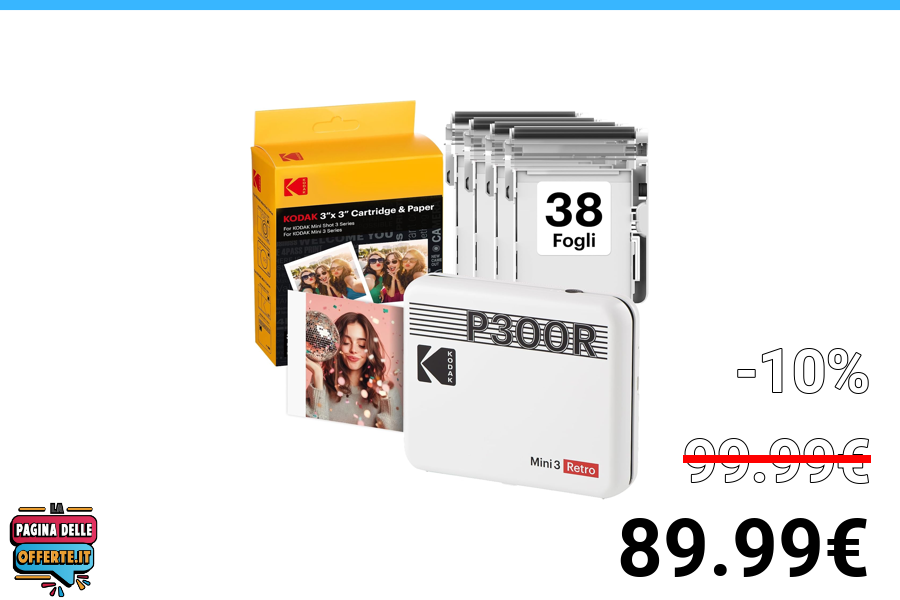 KODAK
KODAK 3"x 3" Cartridge & Paper
For KODAK Mini Shot 3 Series
For KODAK Mini 3 Series
38
Fogli
P300R
KODAK
Mini 3 Retro
-10%
99.99€
89.99€
LA
PAGINA DELLE
OFFERTE.IT